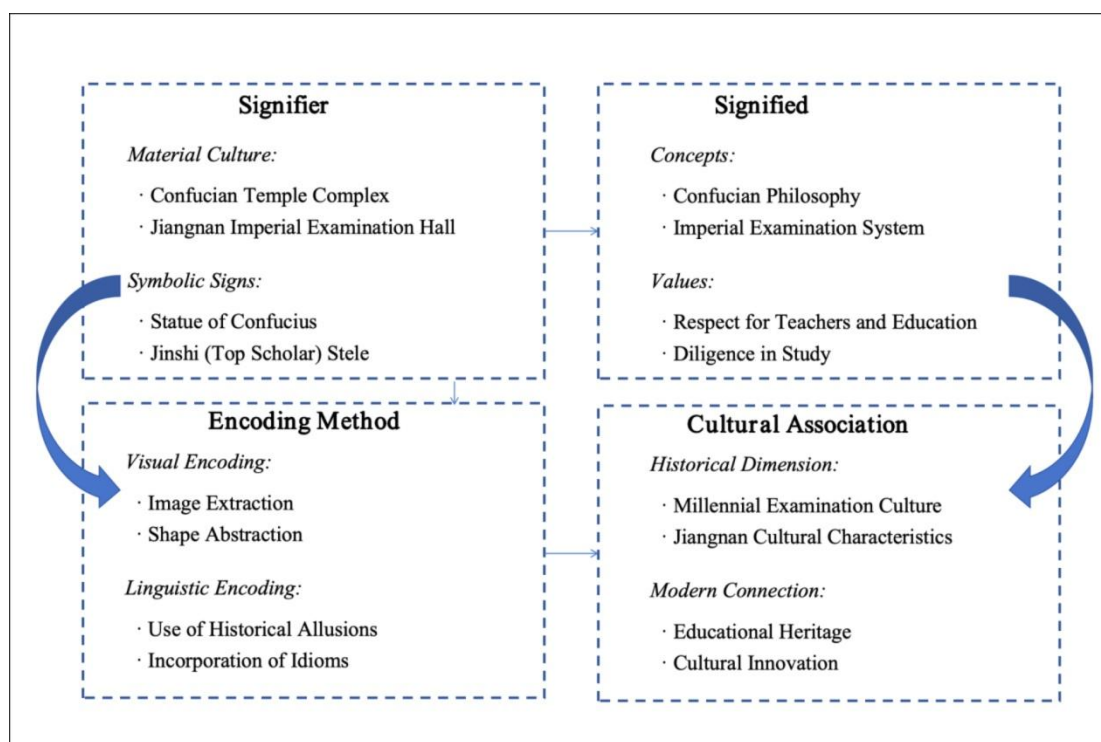 Signifier
Material Culture:
· Confucian Temple Complex
· Jiangnan Imperial Examination Hall
Symbolic Signs:
· Statue of Confucius
· Jinshi (Top Scholar) Stele
Signified
Concepts:
· Confucian Philosophy
· Imperial Examination System
Values:
· Respect for Teachers and Education
· Diligence in Study
Encoding Method
Visual Encoding:
· Image Extraction
· Shape Abstraction
Linguistic Encoding:
· Use of Historical Allusions
· Incorporation of Idioms
Cultural Association
Historical Dimension:
· Millennial Examination Culture
· Jiangnan Cultural Characteristics
Modern Connection:
· Educational Heritage
· Cultural Innovation